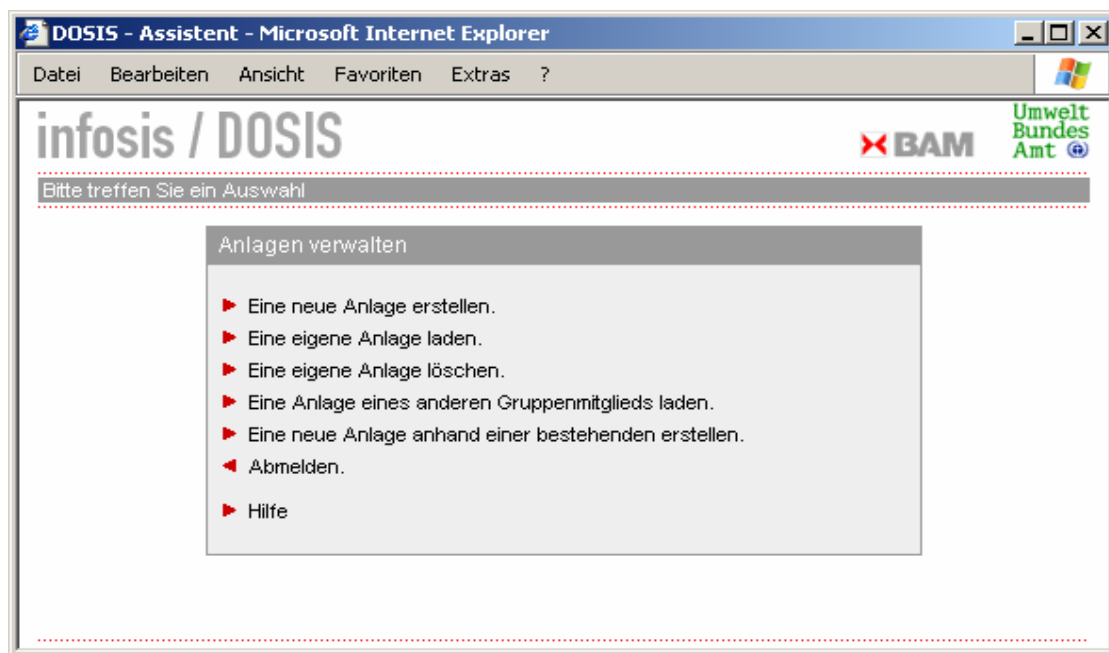 DOSIS - Assistent - Microsoft Internet Explorer
Datei Bearbeiten Ansicht Favoriten Extras ?
infosis / DOSIS
BAM
Umwelt
Bundes
Amt
Bitte treffen Sie ein Auswahl
Anlagen verwalten
Eine neue Anlage erstellen.
Eine eigene Anlage laden.
Eine eigene Anlage löschen.
Eine Anlage eines anderen Gruppenmitglieds laden.
Eine neue Anlage anhand einer bestehenden erstellen.
Abmelden.
Hilfe